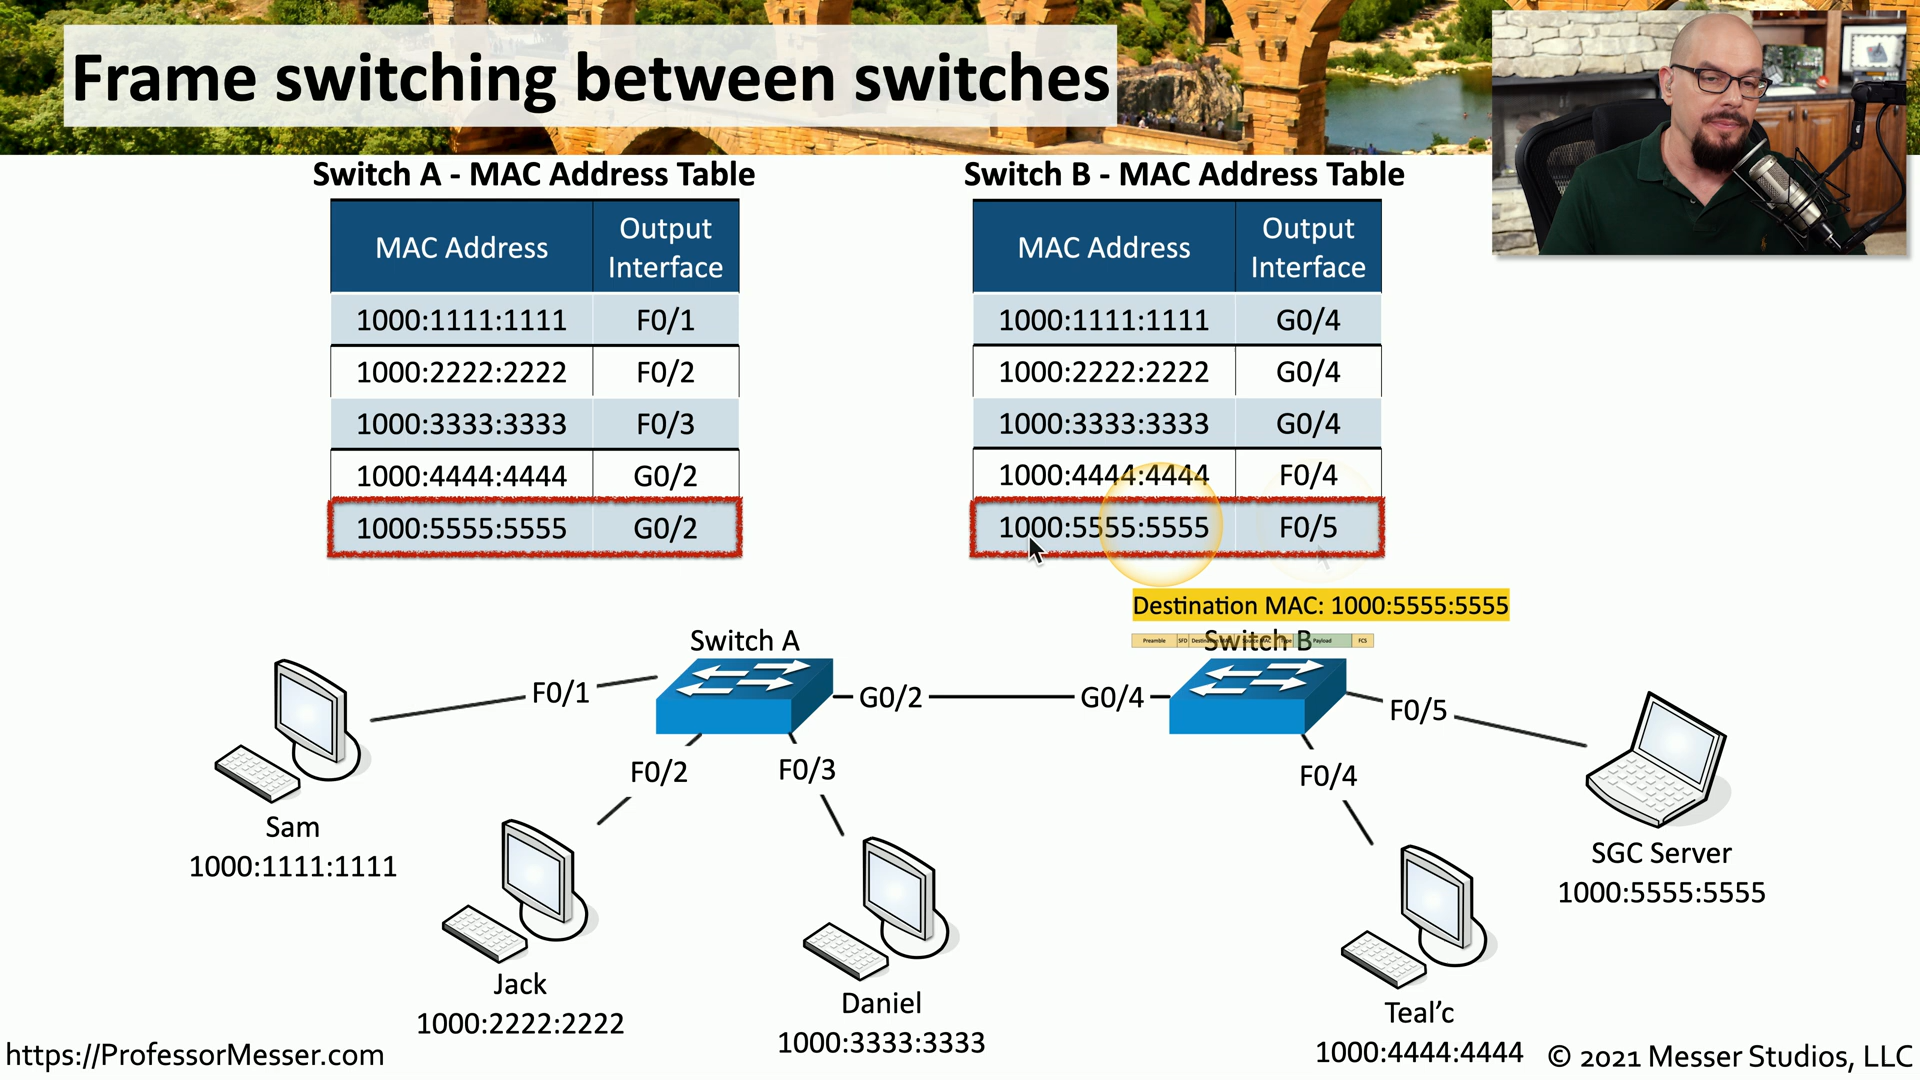 Frame switching between switches
Switch A - MAC Address Table
MAC Address Output Interface
1000:1111:1111 F0/1
1000:2222:2222 F0/2
1000:3333:3333 F0/3
1000:4444:4444 G0/2
1000:5555:5555 G0/2
Switch B - MAC Address Table
MAC Address Output Interface
1000:1111:1111 G0/4
1000:2222:2222 G0/4
1000:3333:3333 G0/4
1000:4444:4444 F0/4
1000:5555:5555 F0/5
Destination MAC: 1000:5555:5555
Preamble SFD Payload FCS
Switch A
Switch B
F0/1
G0/2
G0/4
F0/5
F0/2
F0/3
F0/4
Sam
1000:1111:1111
Jack
1000:2222:2222
Daniel
1000:3333:3333
Teal’c
1000:4444:4444
SGC Server
1000:5555:5555
https://ProfessorMesser.com
© 2021 Messer Studios, LLC